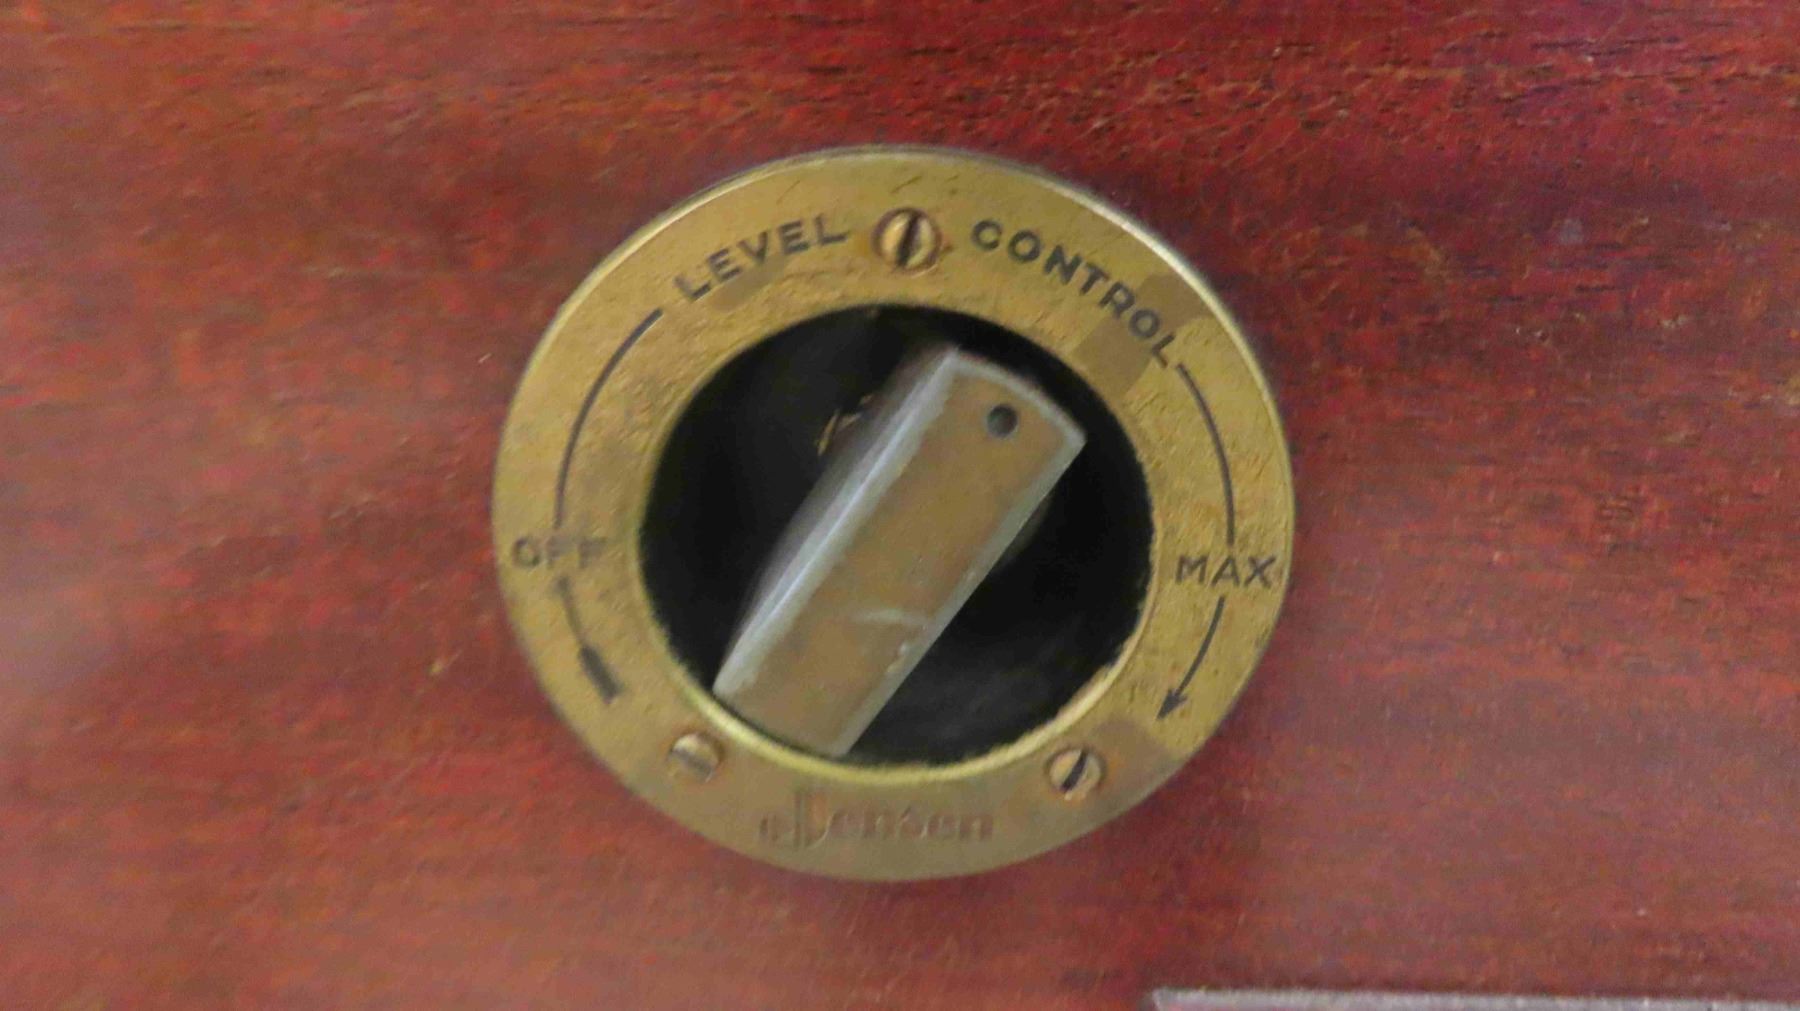 LEVEL CONTROL
OFF
MAX
Jensen